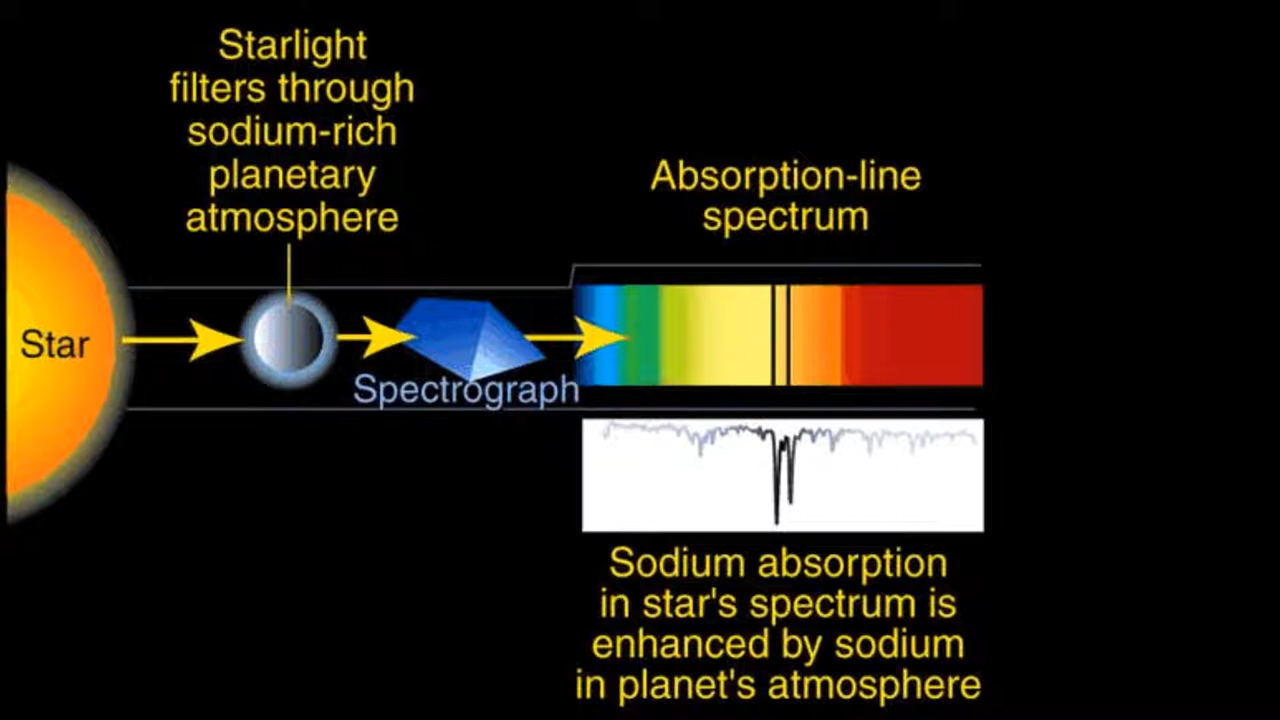 Starlight
filters through
sodium-rich
planetary
atmosphere
Absorption-line
spectrum
Star
Spectrograph
Sodium absorption
in star's spectrum is
enhanced by sodium
in planet's atmosphere